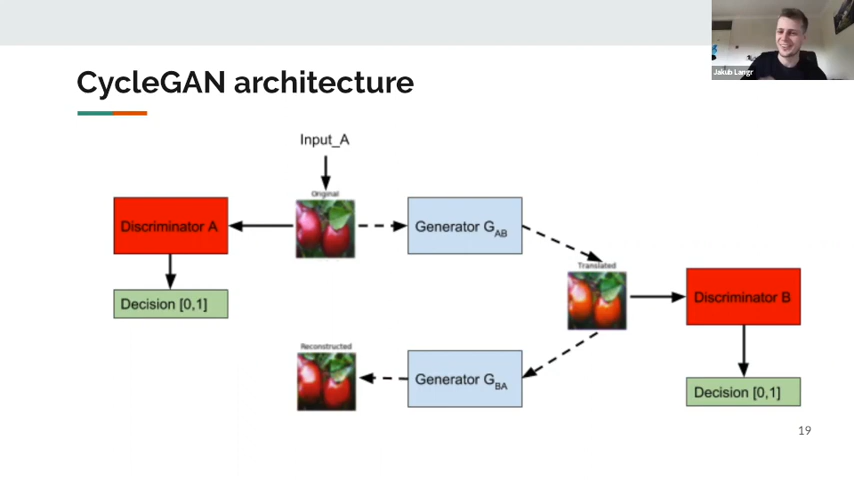 Jakub Langr
CycleGAN architecture
Input_A
Original
Discriminator A
Generator G_AB
Translated
Discriminator B
Decision [0,1]
Reconstructed
Generator G_BA
Decision [0,1]
19